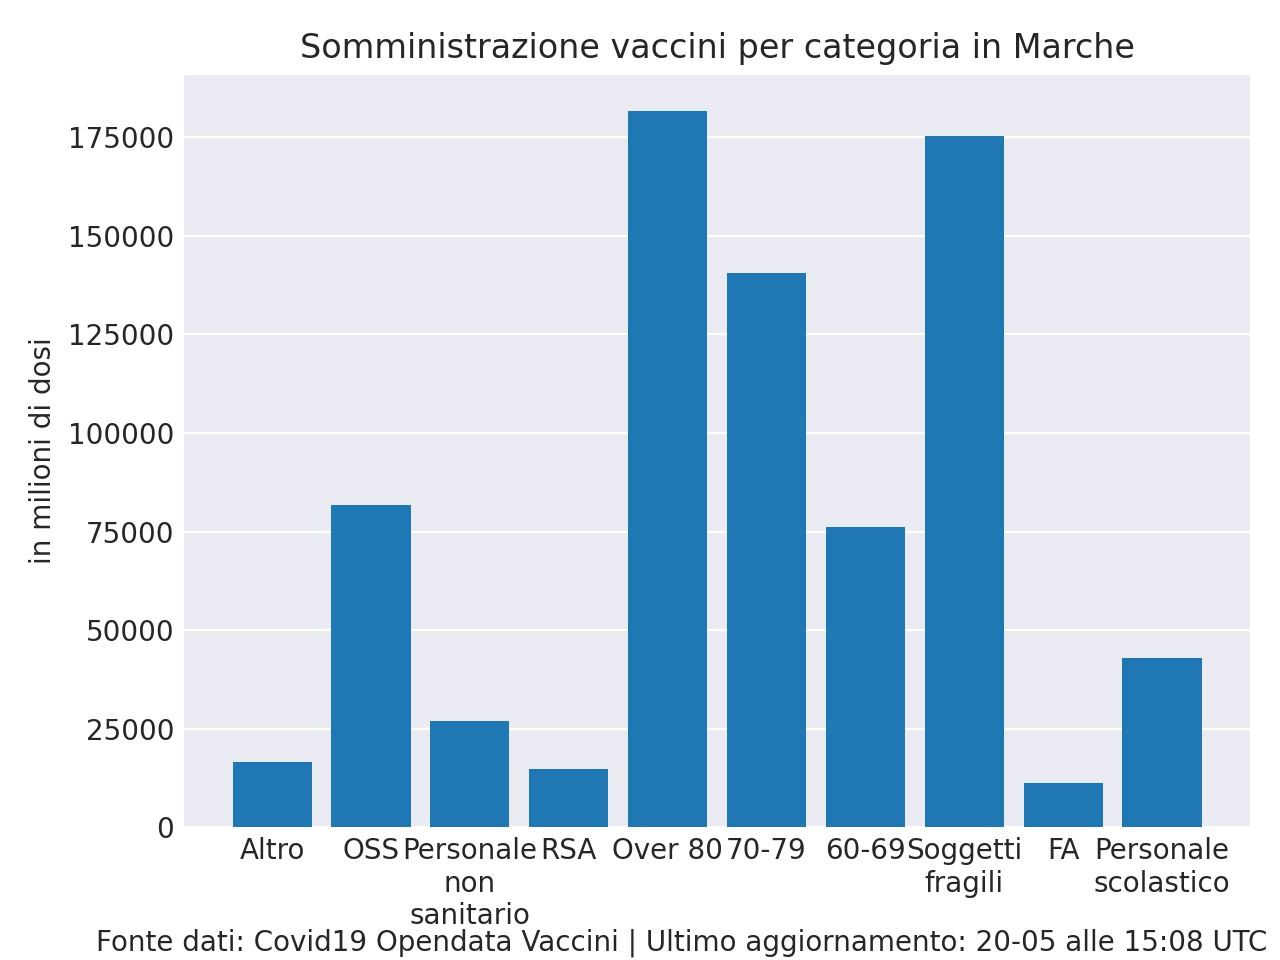 Somministrazione vaccini per categoria in Marche
in milioni di dosi
175000
150000
125000
100000
75000
50000
25000
0
Altro
OSS
Personale
non
sanitario
RSA
Over 80
70-79
60-69
Soggetti
fragili
FA
Personale
scolastico
Fonte dati: Covid19 Opendata Vaccini | Ultimo aggiornamento: 20-05 alle 15:08 UTC